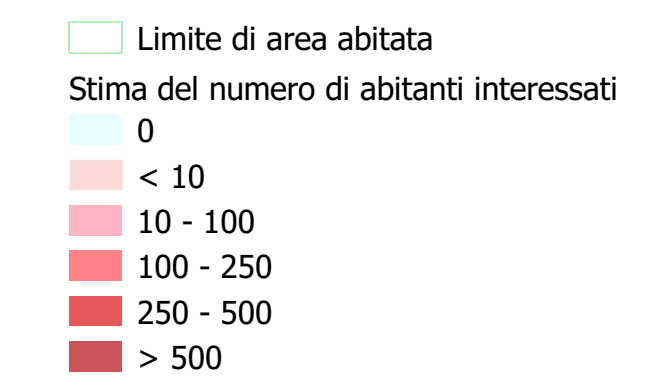 Limite di area abitata
Stima del numero di abitanti interessati
0
< 10
10 - 100
100 - 250
250 - 500
> 500